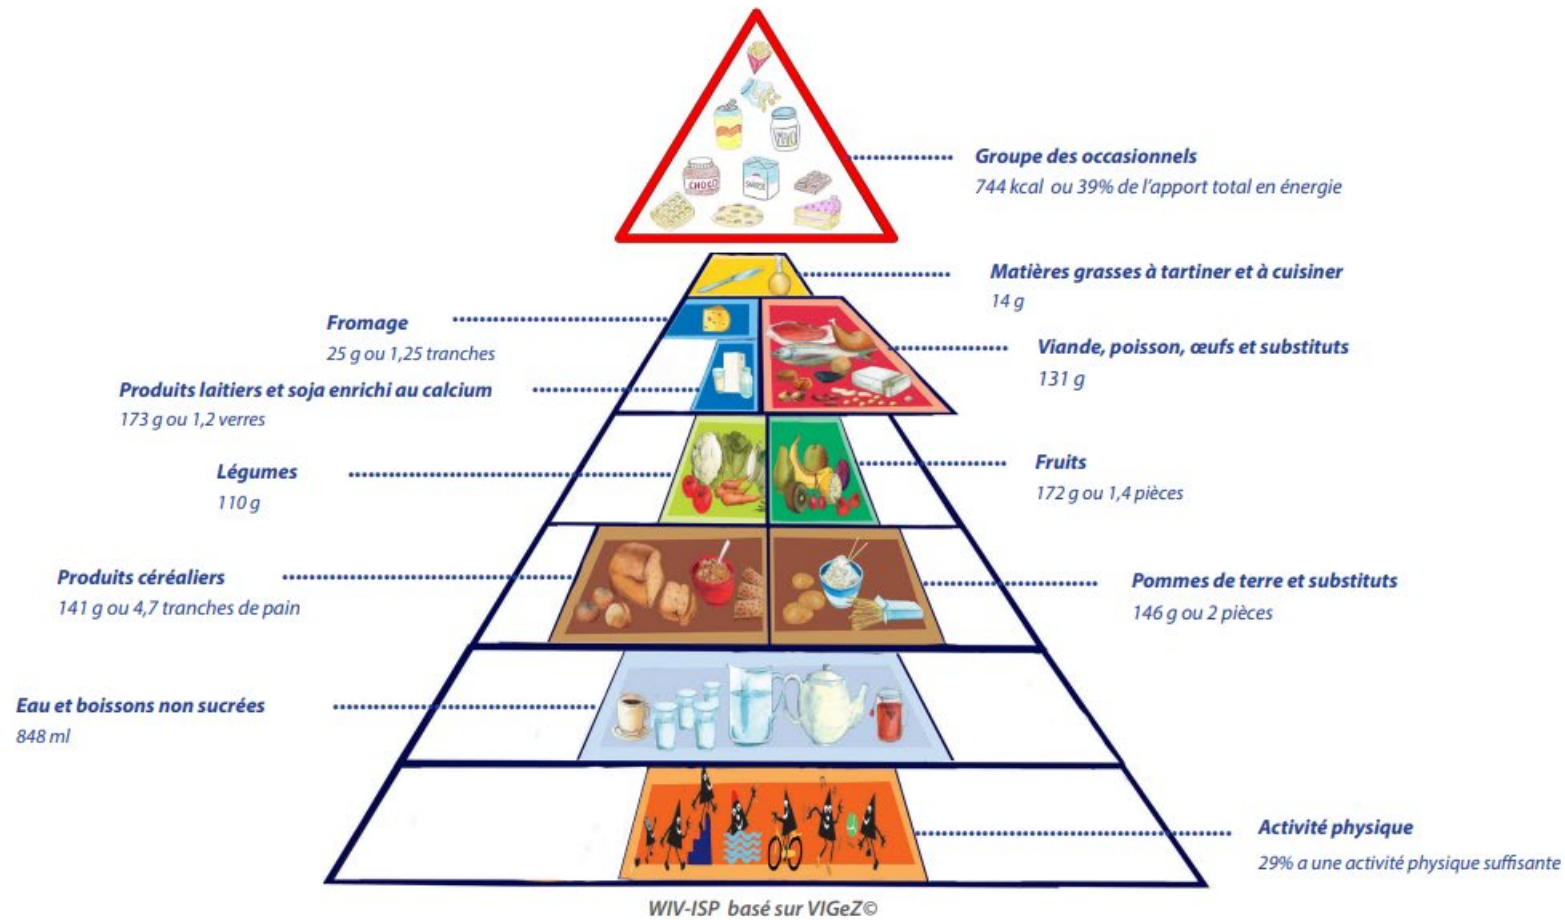 CHOCO
Groupe des occasionnels
744 kcal ou 39% de l'apport total en énergie
Matières grasses à tartiner et à cuisiner
14 g
Fromage
25 g ou 1,25 tranches
Viande, poisson, œufs et substituts
131 g
Produits laitiers et soja enrichi au calcium
173 g ou 1,2 verres
Légumes
110 g
Fruits
172 g ou 1,4 pièces
Produits céréaliers
141 g ou 4,7 tranches de pain
Pommes de terre et substituts
146 g ou 2 pièces
Eau et boissons non sucrées
848 ml
Activité physique
29% a une activité physique suffisante
WIV-ISP basé sur VIGeZ©